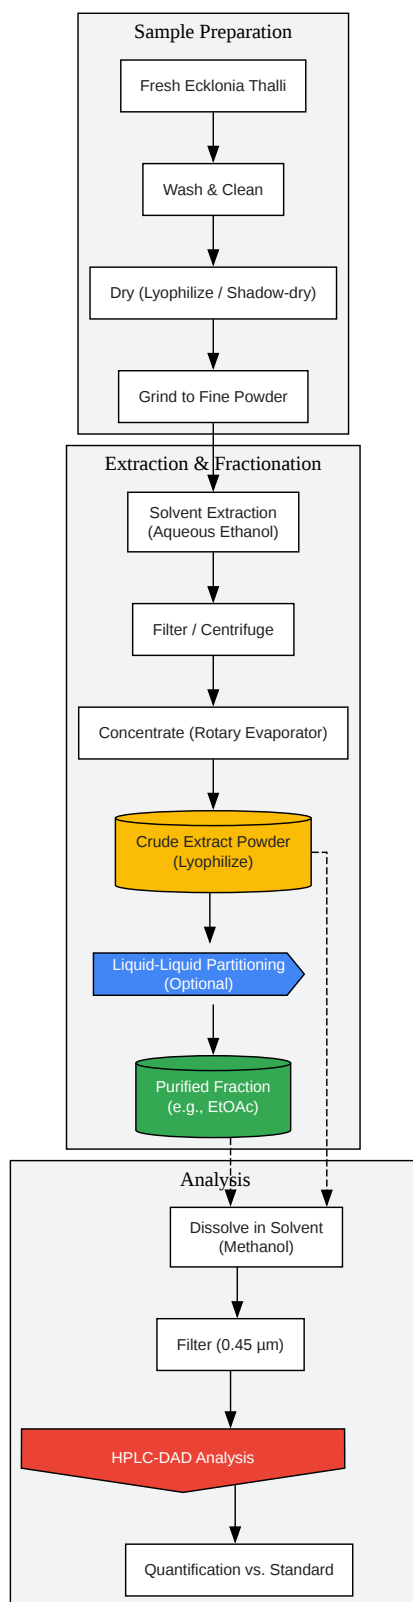 Sample Preparation
Fresh Ecklonia Thalli
Wash & Clean
Dry (Lyophilize / Shadow-dry)
Grind to Fine Powder
Extraction & Fractionation
Solvent Extraction
(Aqueous Ethanol)
Filter / Centrifuge
Concentrate (Rotary Evaporator)
Crude Extract Powder
(Lyophilize)
Liquid-Liquid Partitioning
(Optional)
Purified Fraction
(e.g., EtOAc)
Analysis
Dissolve in Solvent
(Methanol)
Filter (0.45 µm)
HPLC-DAD Analysis
Quantification vs. Standard